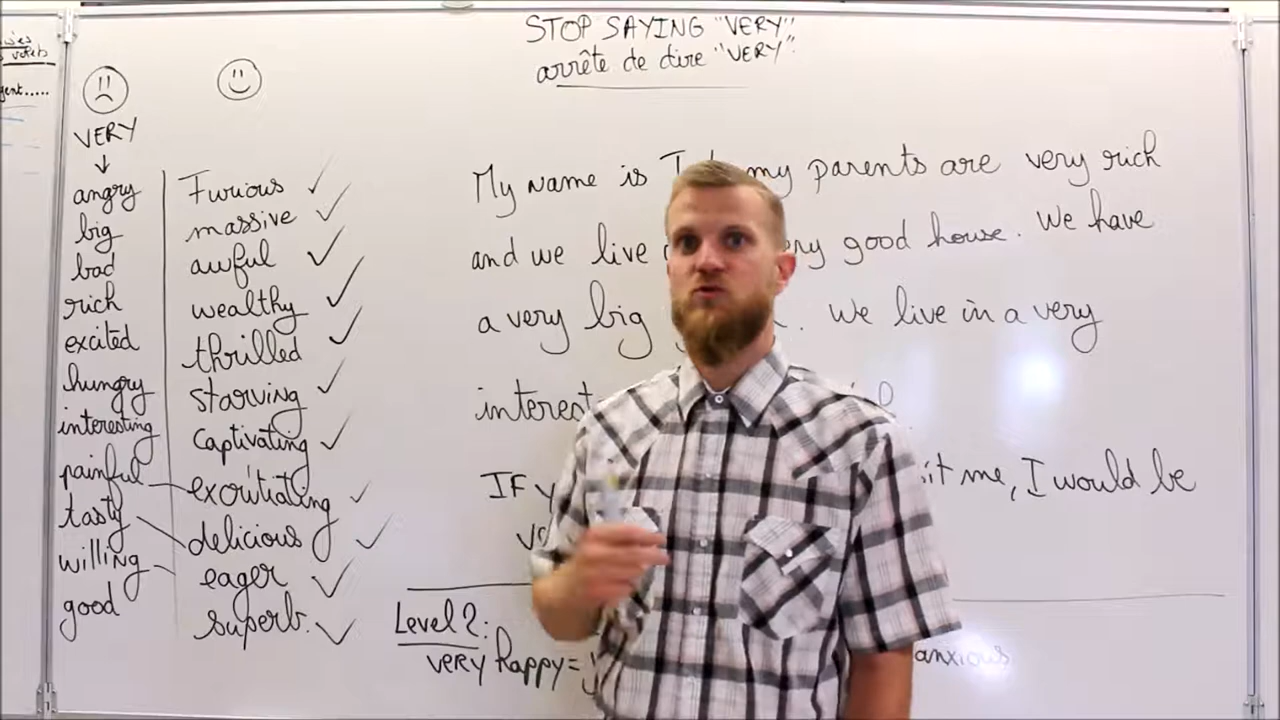 STOP SAYING "VERY"
arrête de dire "VERY"
VERY
angry Furious
big massive
bad awful
rich wealthy
excited thrilled
hungry starving
interesting captivating
painful excrutiating
tasty delicious
willing eager
good superb.
My name is my parents are very rich
and we live good house. We have
a very big We live in a very
interest
IF me, I would be
Level 2:
VERY happy =
anxious